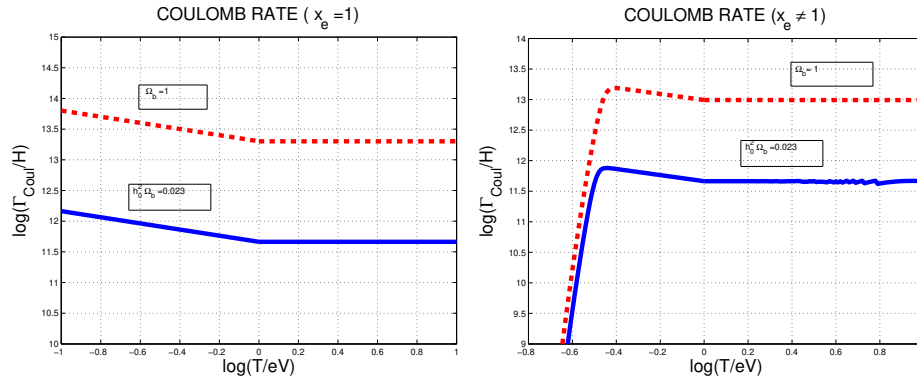 COULOMB RATE ( x_e =1)
15
14.5
14
13.5
13
12.5
12
11.5
11
10.5
10
log(Γ_Coul/H)
Ω_b =1
h_0^2 Ω_b =0.023
-1 -0.8 -0.6 -0.4 -0.2 0 0.2 0.4 0.6 0.8 1
log(T/eV)
COULOMB RATE (x_e ≠ 1)
14
13.5
13
12.5
12
11.5
11
10.5
10
9.5
9
log(Γ_Coul/H)
Ω_b =1
h_0^2 Ω_b =0.023
-0.8 -0.6 -0.4 -0.2 0 0.2 0.4 0.6 0.8
log(T/eV)